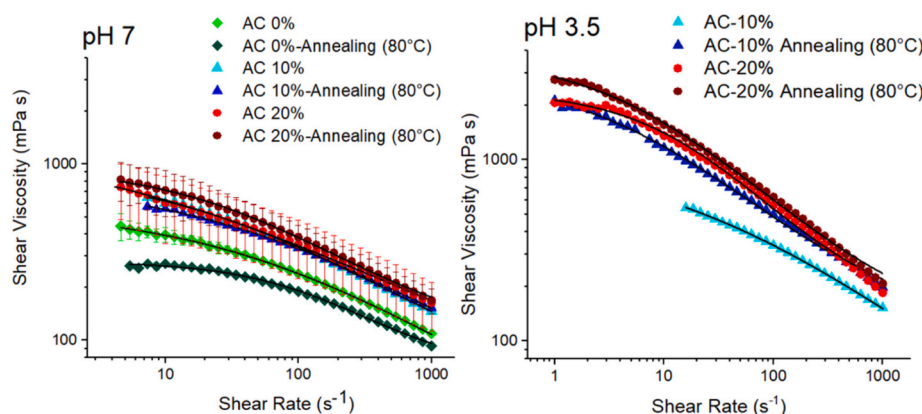 pH 7
AC 0%
AC 0%-Annealing (80°C)
AC 10%
AC 10%-Annealing (80°C)
AC 20%
AC 20%-Annealing (80°C)
Shear Viscosity (mPa s)
1000
100
10
100
1000
Shear Rate (s⁻¹)
pH 3.5
AC-10%
AC-10% Annealing (80°C)
AC-20%
AC-20% Annealing (80°C)
Shear Viscosity (mPa s)
1000
100
1
10
100
1000
Shear Rate (s⁻¹)